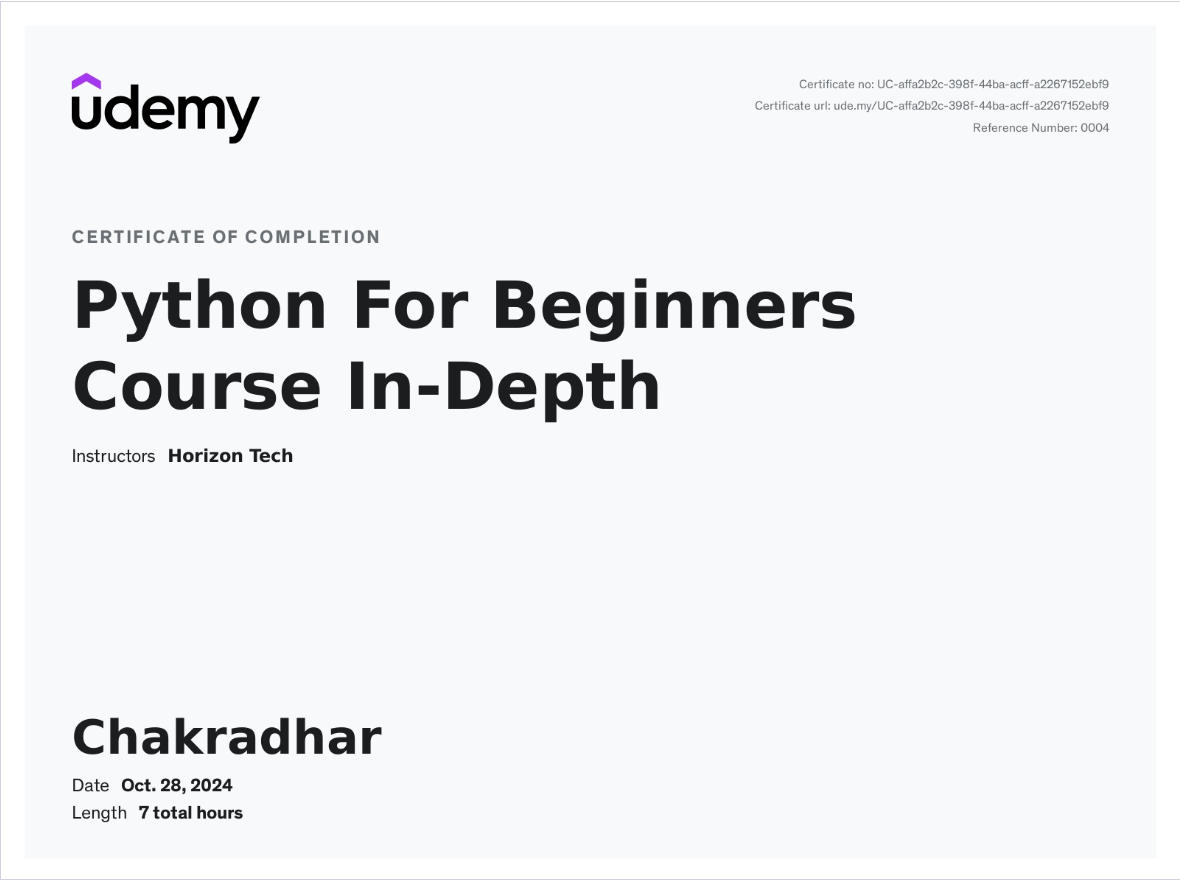 udemy
Certificate no: UC-affa2b2c-398f-44ba-acff-a2267152ebf9
Certificate url: ude.my/UC-affa2b2c-398f-44ba-acff-a2267152ebf9
Reference Number: 0004
CERTIFICATE OF COMPLETION
Python For Beginners
Course In-Depth
Instructors Horizon Tech
Chakradhar
Date Oct. 28, 2024
Length 7 total hours